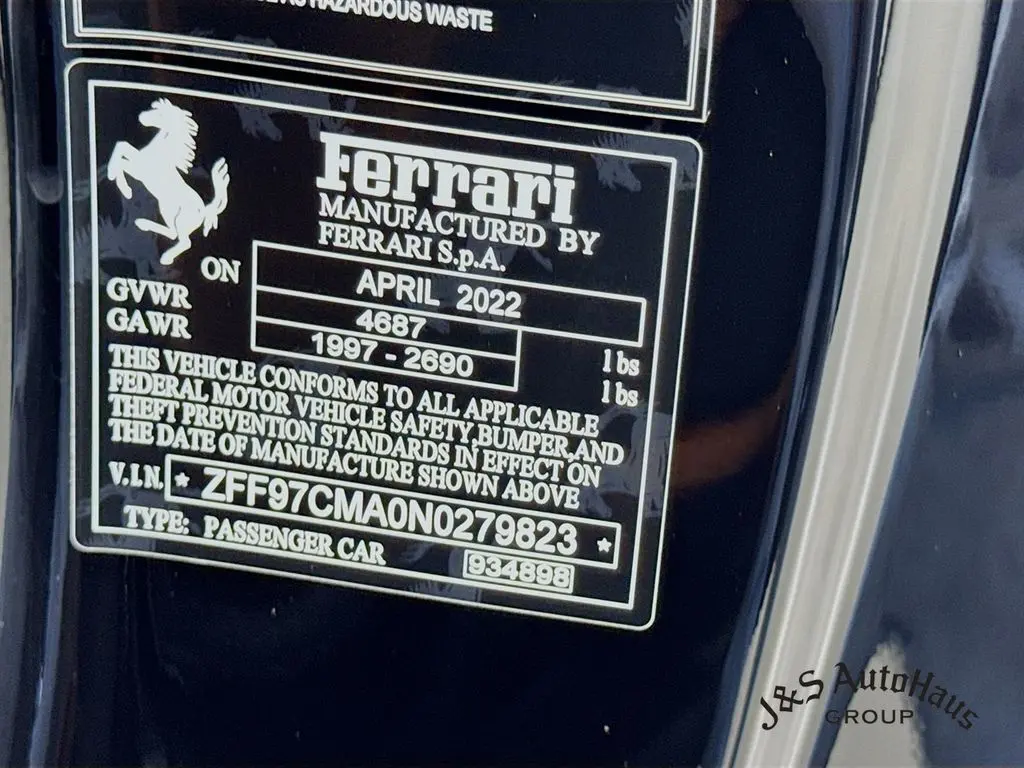 AS HAZARDOUS WASTE
Ferrari
MANUFACTURED BY
FERRARI S.p.A.
ON APRIL 2022
GVWR 4687 lbs
GAWR 1997 - 2690 lbs
THIS VEHICLE CONFORMS TO ALL APPLICABLE
FEDERAL MOTOR VEHICLE SAFETY,BUMPER,AND
THEFT PREVENTION STANDARDS IN EFFECT ON
THE DATE OF MANUFACTURE SHOWN ABOVE
V.I.N. * ZFF97CMA0N0279823 *
TYPE: PASSENGER CAR 934898
J&S AutoHaus
GROUP